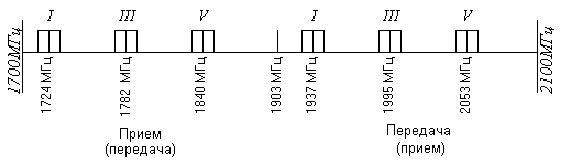 I III V I III V
1700МГц 1724 МГц 1782 МГц 1840 МГц 1903 МГц 1937 МГц 1995 МГц 2053 МГц 2100МГц
Прием Передача
(передача) (прием)